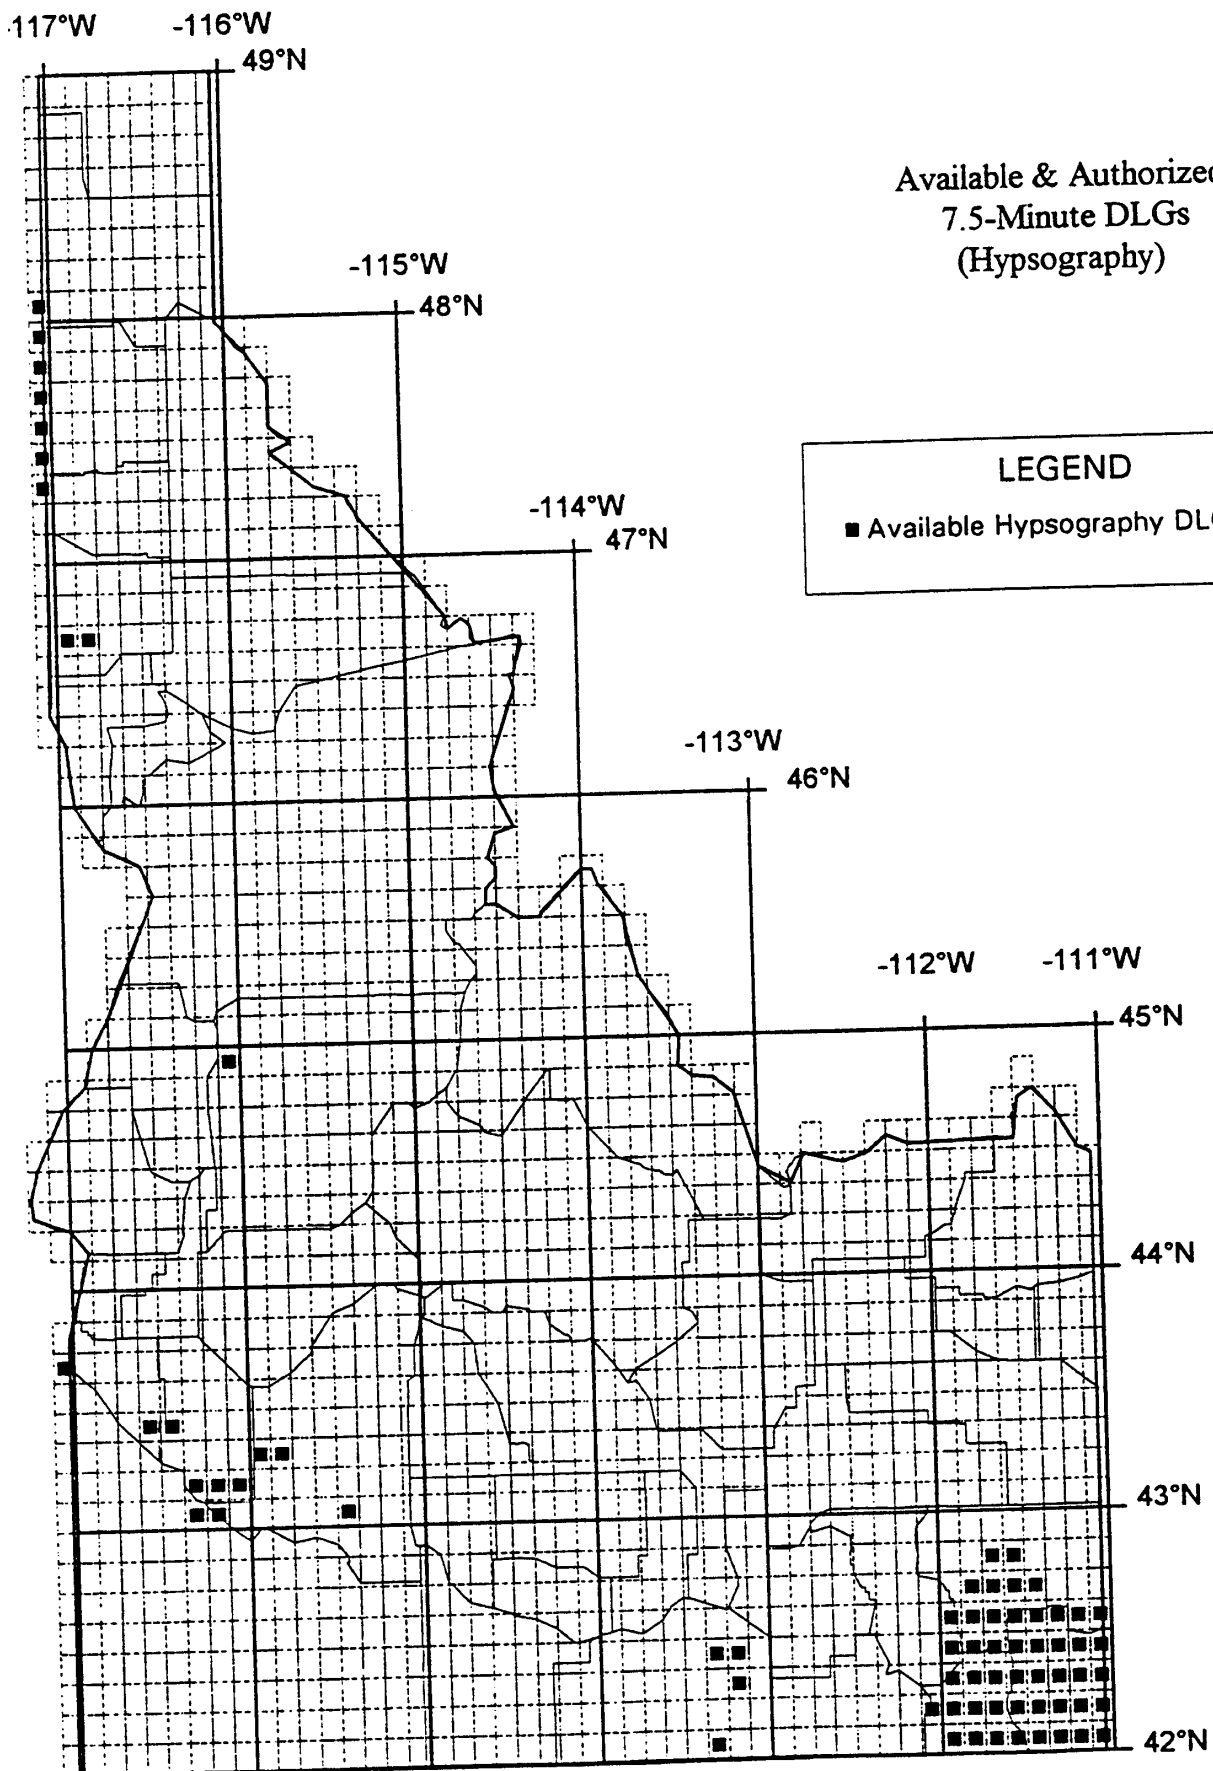 -117°W -116°W
49°N
Available & Authorized
7.5-Minute DLGs
(Hypsography)
-115°W
48°N
LEGEND
■ Available Hypsography DLG
-114°W
47°N
-113°W
46°N
-112°W -111°W
45°N
44°N
43°N
42°N